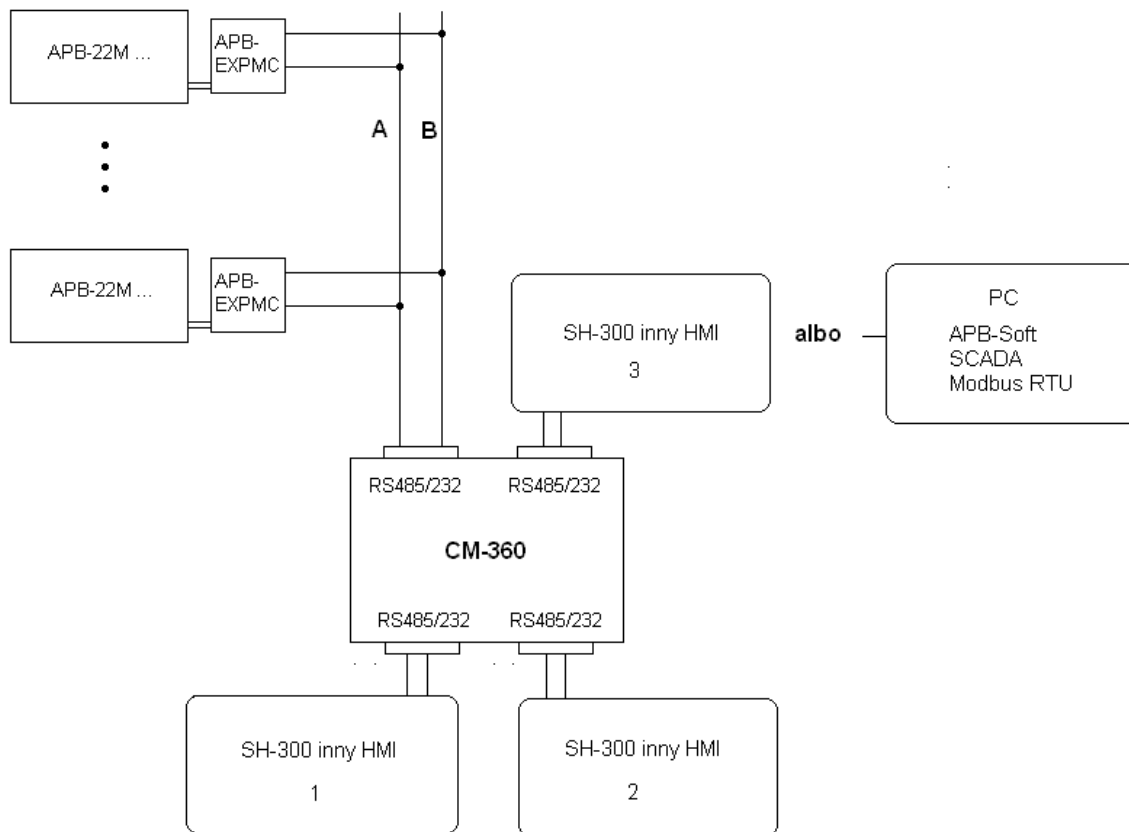 APB-22M ...
APB-
EXPMC
A
B
APB-22M ...
APB-
EXPMC
SH-300 inny HMI
3
albo
PC
APB-Soft
SCADA
Modbus RTU
RS485/232
RS485/232
CM-360
RS485/232
RS485/232
SH-300 inny HMI
1
SH-300 inny HMI
2